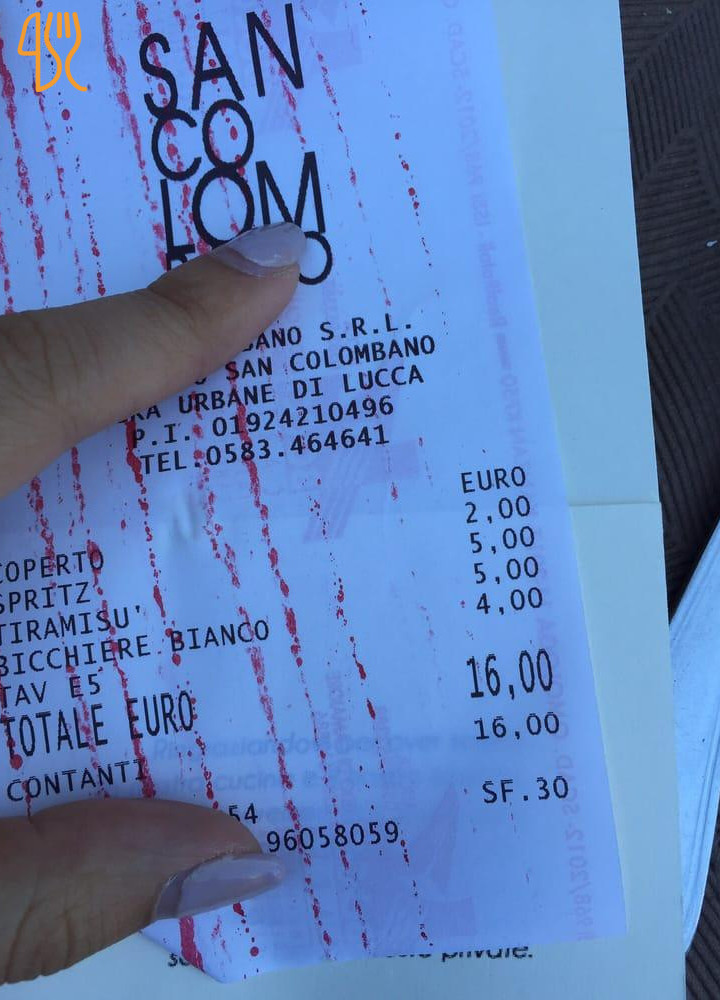 SAN
CO
LOM
BANO S.R.L.
SAN COLOMBANO
URBANE DI LUCCA
P.I. 01924210496
TEL.0583.464641
EURO
COPERTO 2,00
SPRITZ 5,00
TIRAMISU' 5,00
BICCHIERE BIANCO 4,00
TAV E5
TOTALE EURO 16,00
CONTANTI 16,00
SF.30
54
96058059
private.